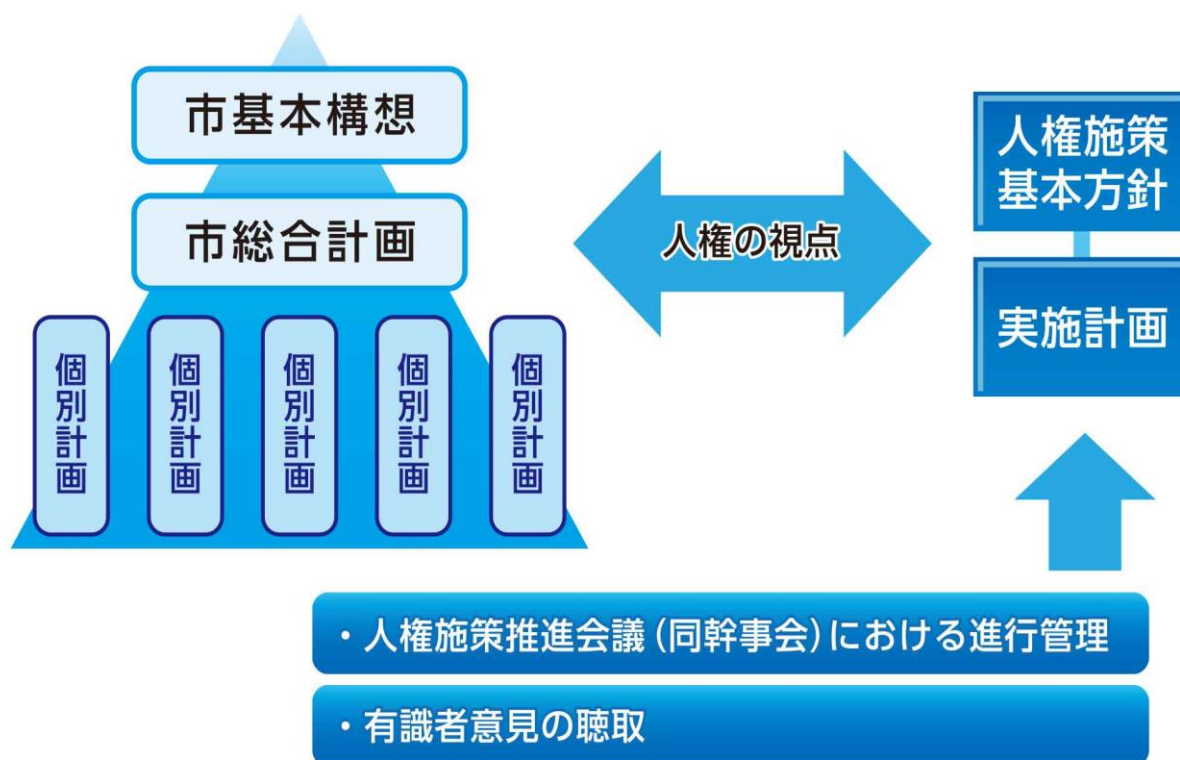 市基本構想
市総合計画
個別計画
個別計画
個別計画
個別計画
個別計画
人権の視点
人権施策
基本方針
実施計画
・人権施策推進会議（同幹事会）における進行管理
・有識者意見の聴取